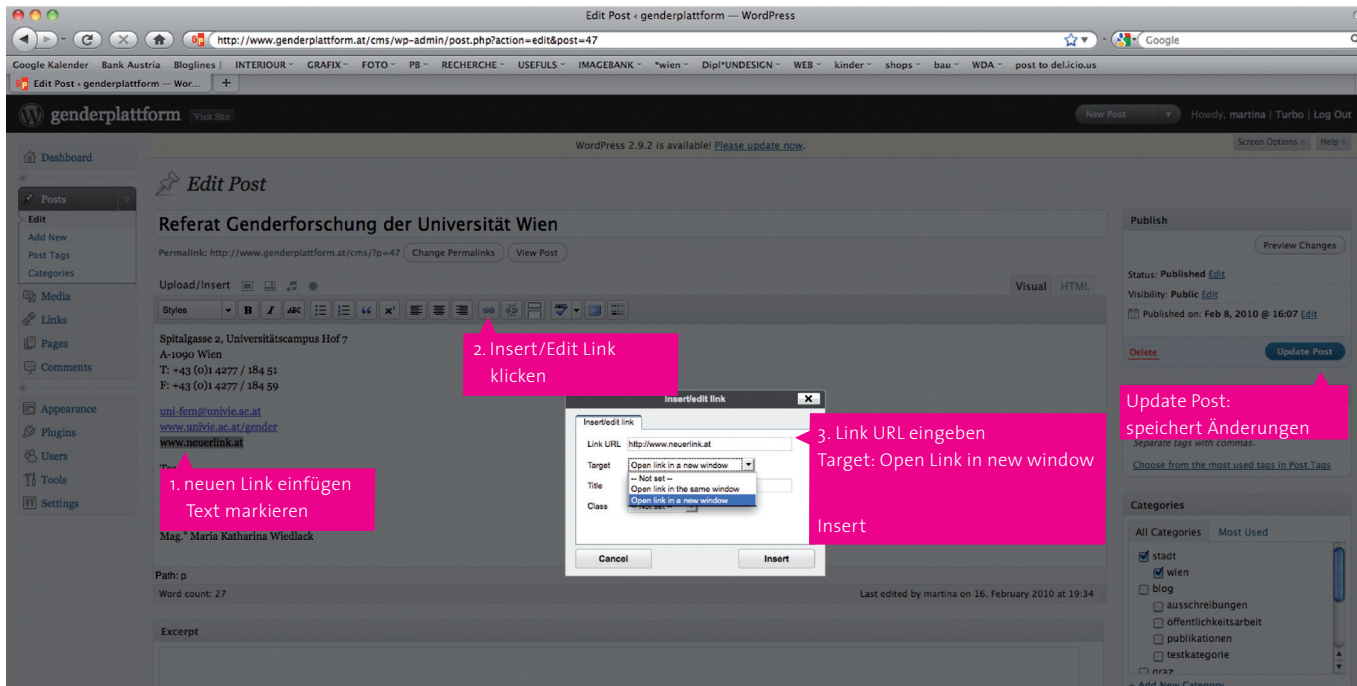 Edit Post ‹ genderplattform — WordPress
http://www.genderplattform.at/cms/wp-admin/post.php?action=edit&post=47
Google
Google Kalender Bank Austria Bloglines | INTERIOUR GRAFIX FOTO PB RECHERCHE USEFULS IMAGEBANK *wien Dipl*UNDESIGN WEB kinder shops bau WDA post to del.icio.us
Edit Post ‹ genderplattform — Wor...
genderplattform Visit Site
New Post
Howdy, martina | Turbo | Log Out
WordPress 2.9.2 is available! Please update now.
Screen Options Help
Dashboard
Posts
Edit
Add New
Post Tags
Categories
Media
Links
Pages
Comments
Appearance
Plugins
Users
Tools
Settings
Edit Post
Referat Genderforschung der Universität Wien
Permalink: http://www.genderplattform.at/cms/?p=47 Change Permalinks View Post
Upload/Insert
Visual HTML
Styles B I ABC
Spitalgasse 2, Universitätscampus Hof 7
A-1090 Wien
T: +43 (0)1 4277 / 184 51
F: +43 (0)1 4277 / 184 59
uni-fem@univie.ac.at
www.univie.ac.at/gender
www.neuerlink.at
1. neuen Link einfügen
Text markieren
Mag.ª Maria Katharina Wiedlack
Path: p
Word count: 27
Last edited by martina on 16. February 2010 at 19:34
Excerpt
2. Insert/Edit Link
klicken
Insert/edit link
Insert/edit link
Link URL http://www.neuerlink.at
Target Open link in a new window
-- Not set --
Open link in the same window
Open link in a new window
Title
Class -- Not set --
Cancel Insert
3. Link URL eingeben
Target: Open Link in new window
Insert
Publish
Preview Changes
Status: Published Edit
Visibility: Public Edit
Published on: Feb 8, 2010 @ 16:07 Edit
Delete
Update Post
Update Post:
speichert Änderungen
Separate tags with commas.
Choose from the most used tags in Post Tags
Categories
All Categories Most Used
stadt
wien
blog
ausschreibungen
öffentlichkeitsarbeit
publikationen
testkategorie
graz
+ Add New Category